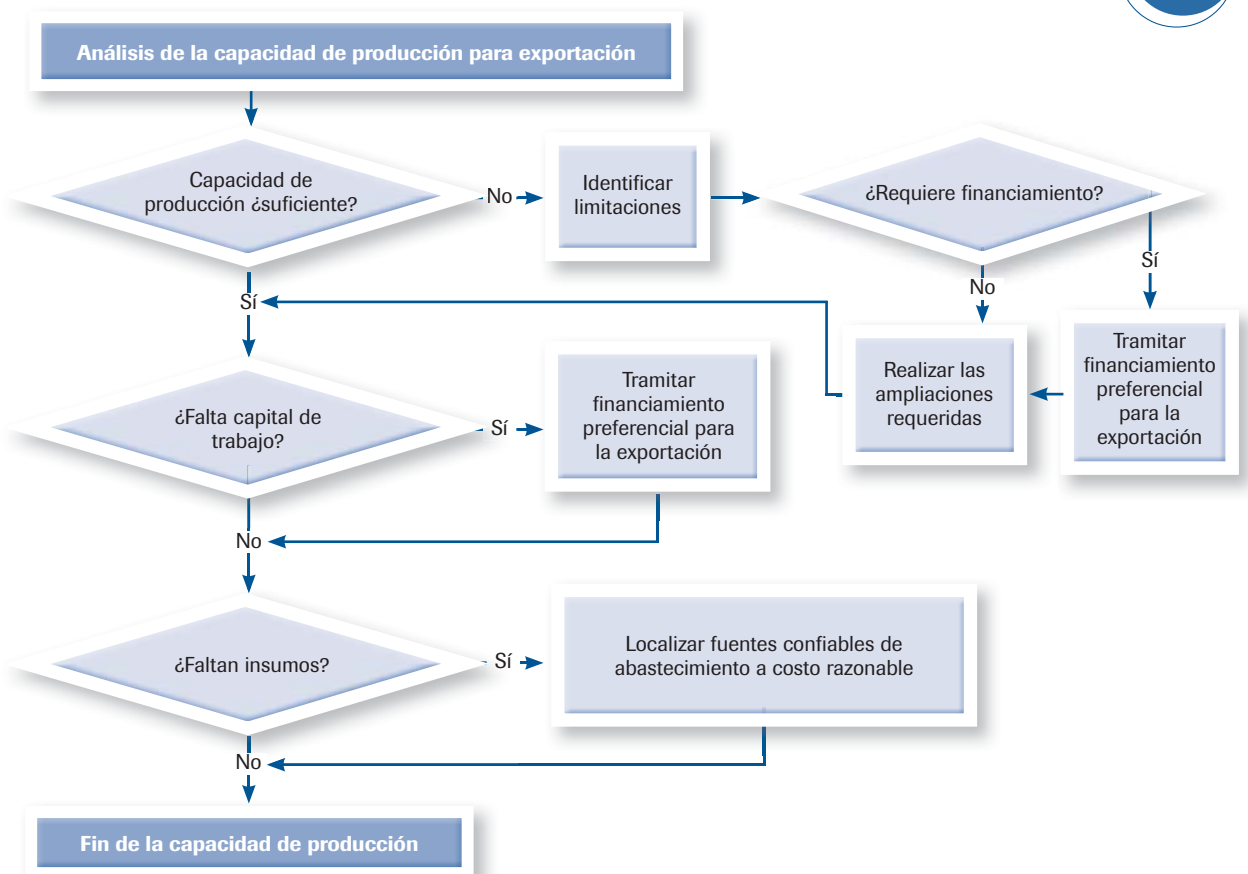 Análisis de la capacidad de producción para exportación
Capacidad de
producción ¿suficiente?
No
Identificar
limitaciones
¿Requiere financiamiento?
Sí
No
Sí
Realizar las
ampliaciones
requeridas
Tramitar
financiamiento
preferencial
para la
exportación
¿Falta capital de
trabajo?
Sí
Tramitar
financiamiento
preferencial para
la exportación
No
¿Faltan insumos?
Sí
Localizar fuentes confiables de
abastecimiento a costo razonable
No
Fin de la capacidad de producción